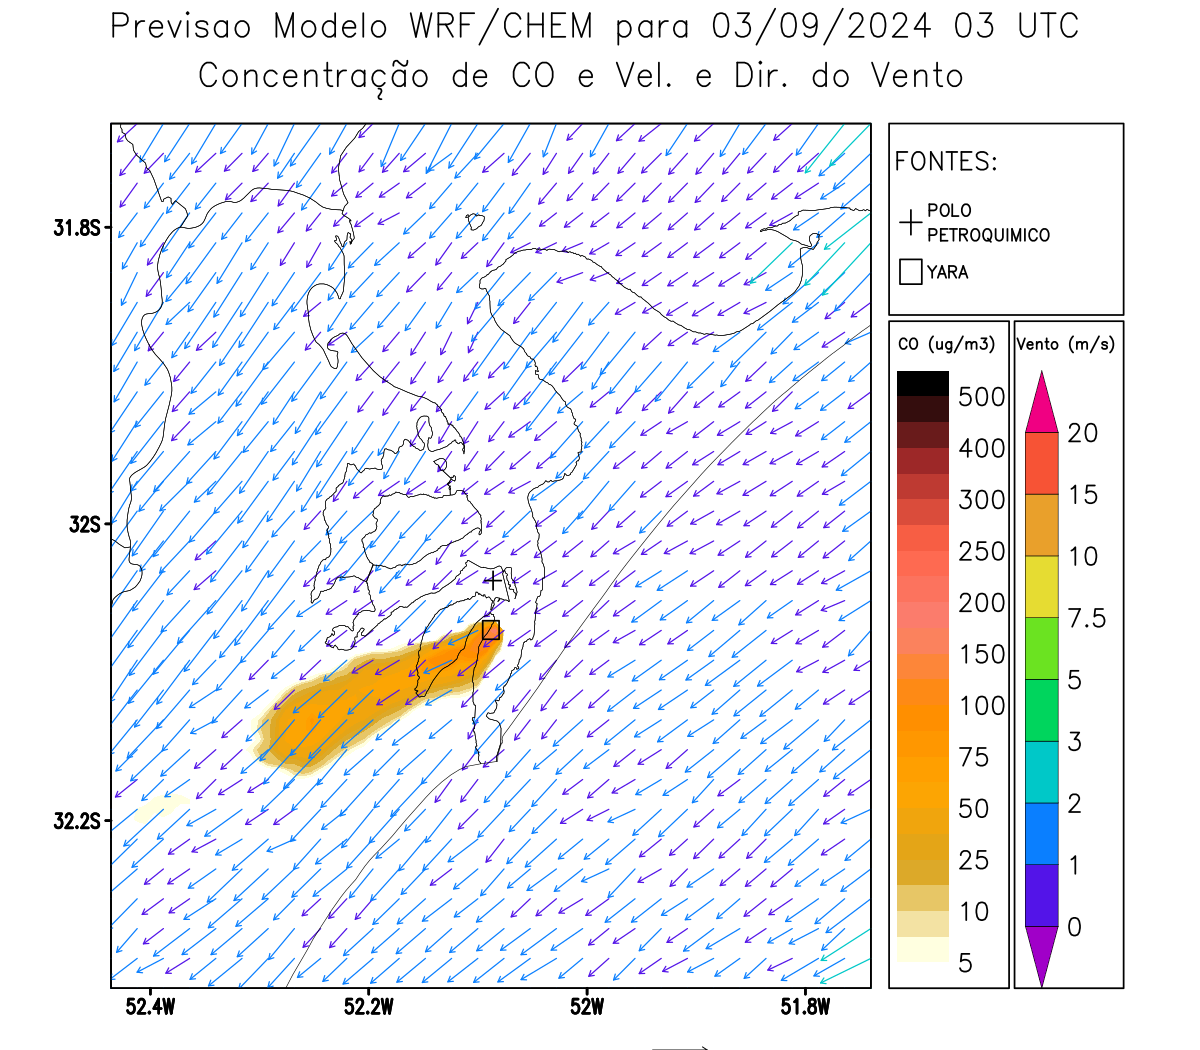 Previsao Modelo WRF/CHEM para 03/09/2024 03 UTC
Concentração de CO e Vel. e Dir. do Vento
FONTES:
POLO
PETROQUIMICO
YARA
31.8S
32S
32.2S
52.4W
52.2W
52W
51.8W
CO (ug/m3)
500
400
300
250
200
150
100
75
50
25
10
5
Vento (m/s)
20
15
10
7.5
5
3
2
1
0